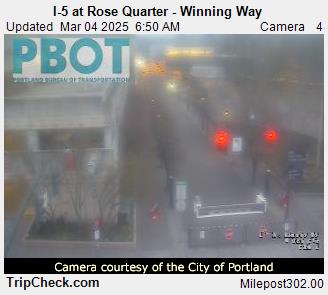 I-5 at Rose Quarter - Winning Way
Updated Mar 04 2025 6:50 AM Camera 4
PBOT
PORTLAND BUREAU OF TRANSPORTATION
Camera courtesy of the City of Portland
TripCheck.com Milepost302.00